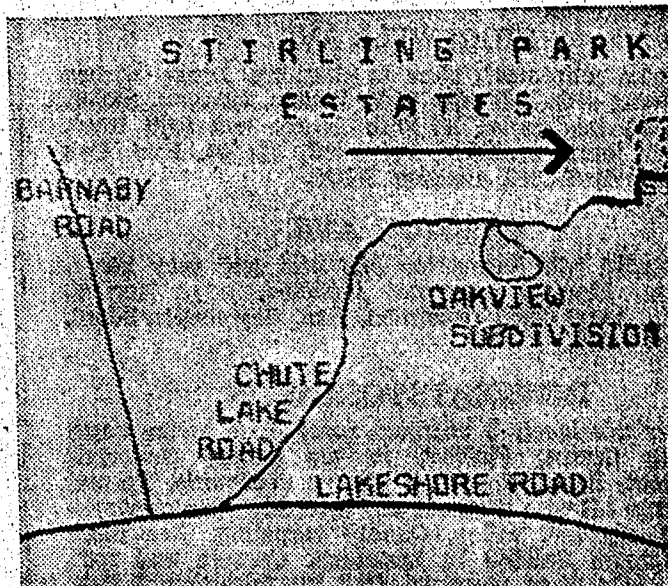 STIRLING PARK
ESTATES
BARNABY
ROAD
OAKVIEW
SUBDIVISION
CHUTE
LAKE
ROAD
LAKESHORE ROAD